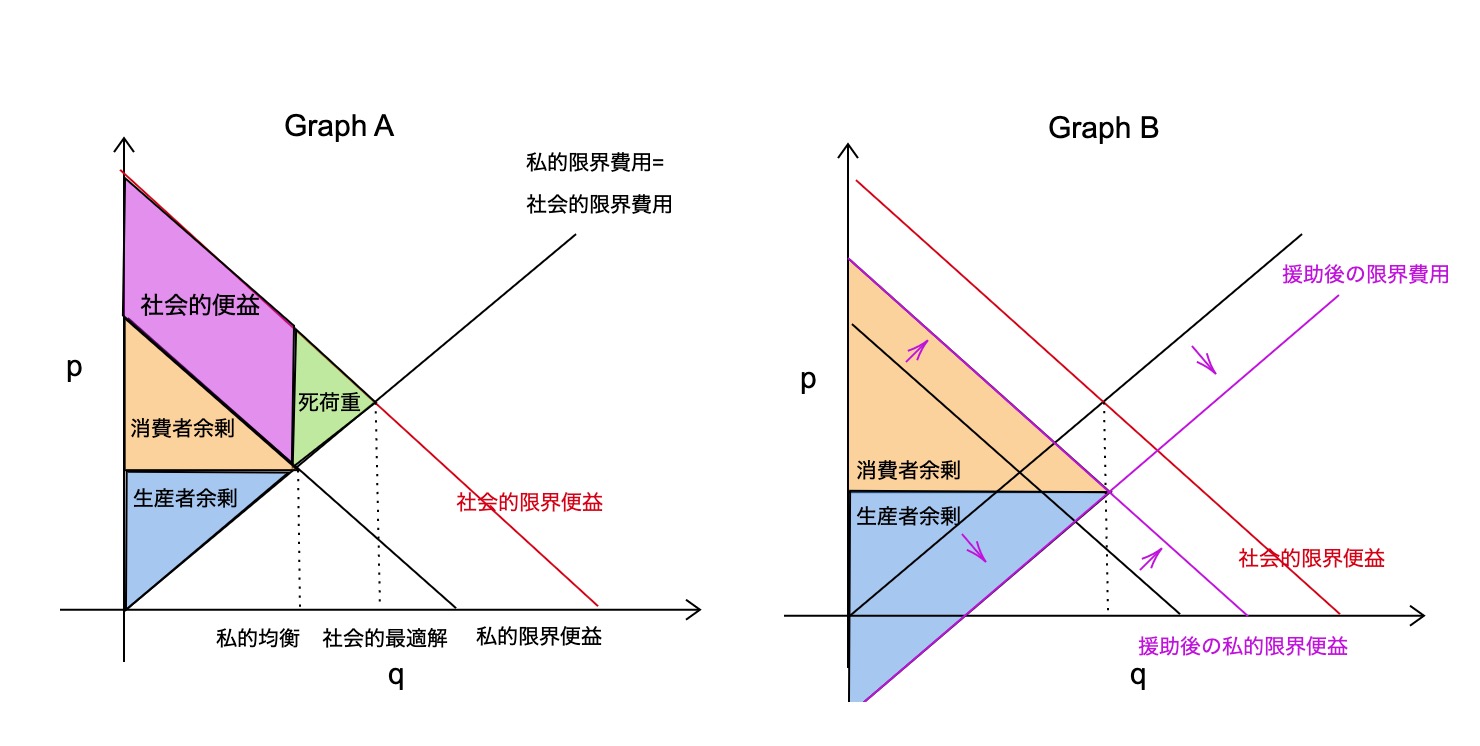 Graph A
私的限界費用=
社会的限界費用
社会的便益
p
死荷重
消費者余剰
生産者余剰
社会的限界便益
私的均衡
社会的最適解
私的限界便益
q
Graph B
援助後の限界費用
p
消費者余剰
生産者余剰
社会的限界便益
援助後の私的限界便益
q